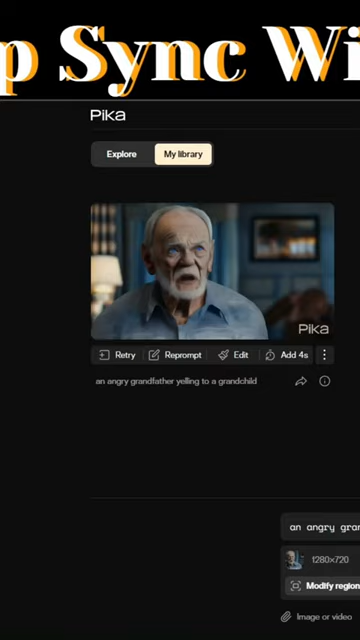 p Sync Wi
Pika
Explore
My library
Pika
Retry
Reprompt
Edit
Add 4s
an angry grandfather yelling to a grandchild
an angry gran
1280×720
Modify region
Image or video